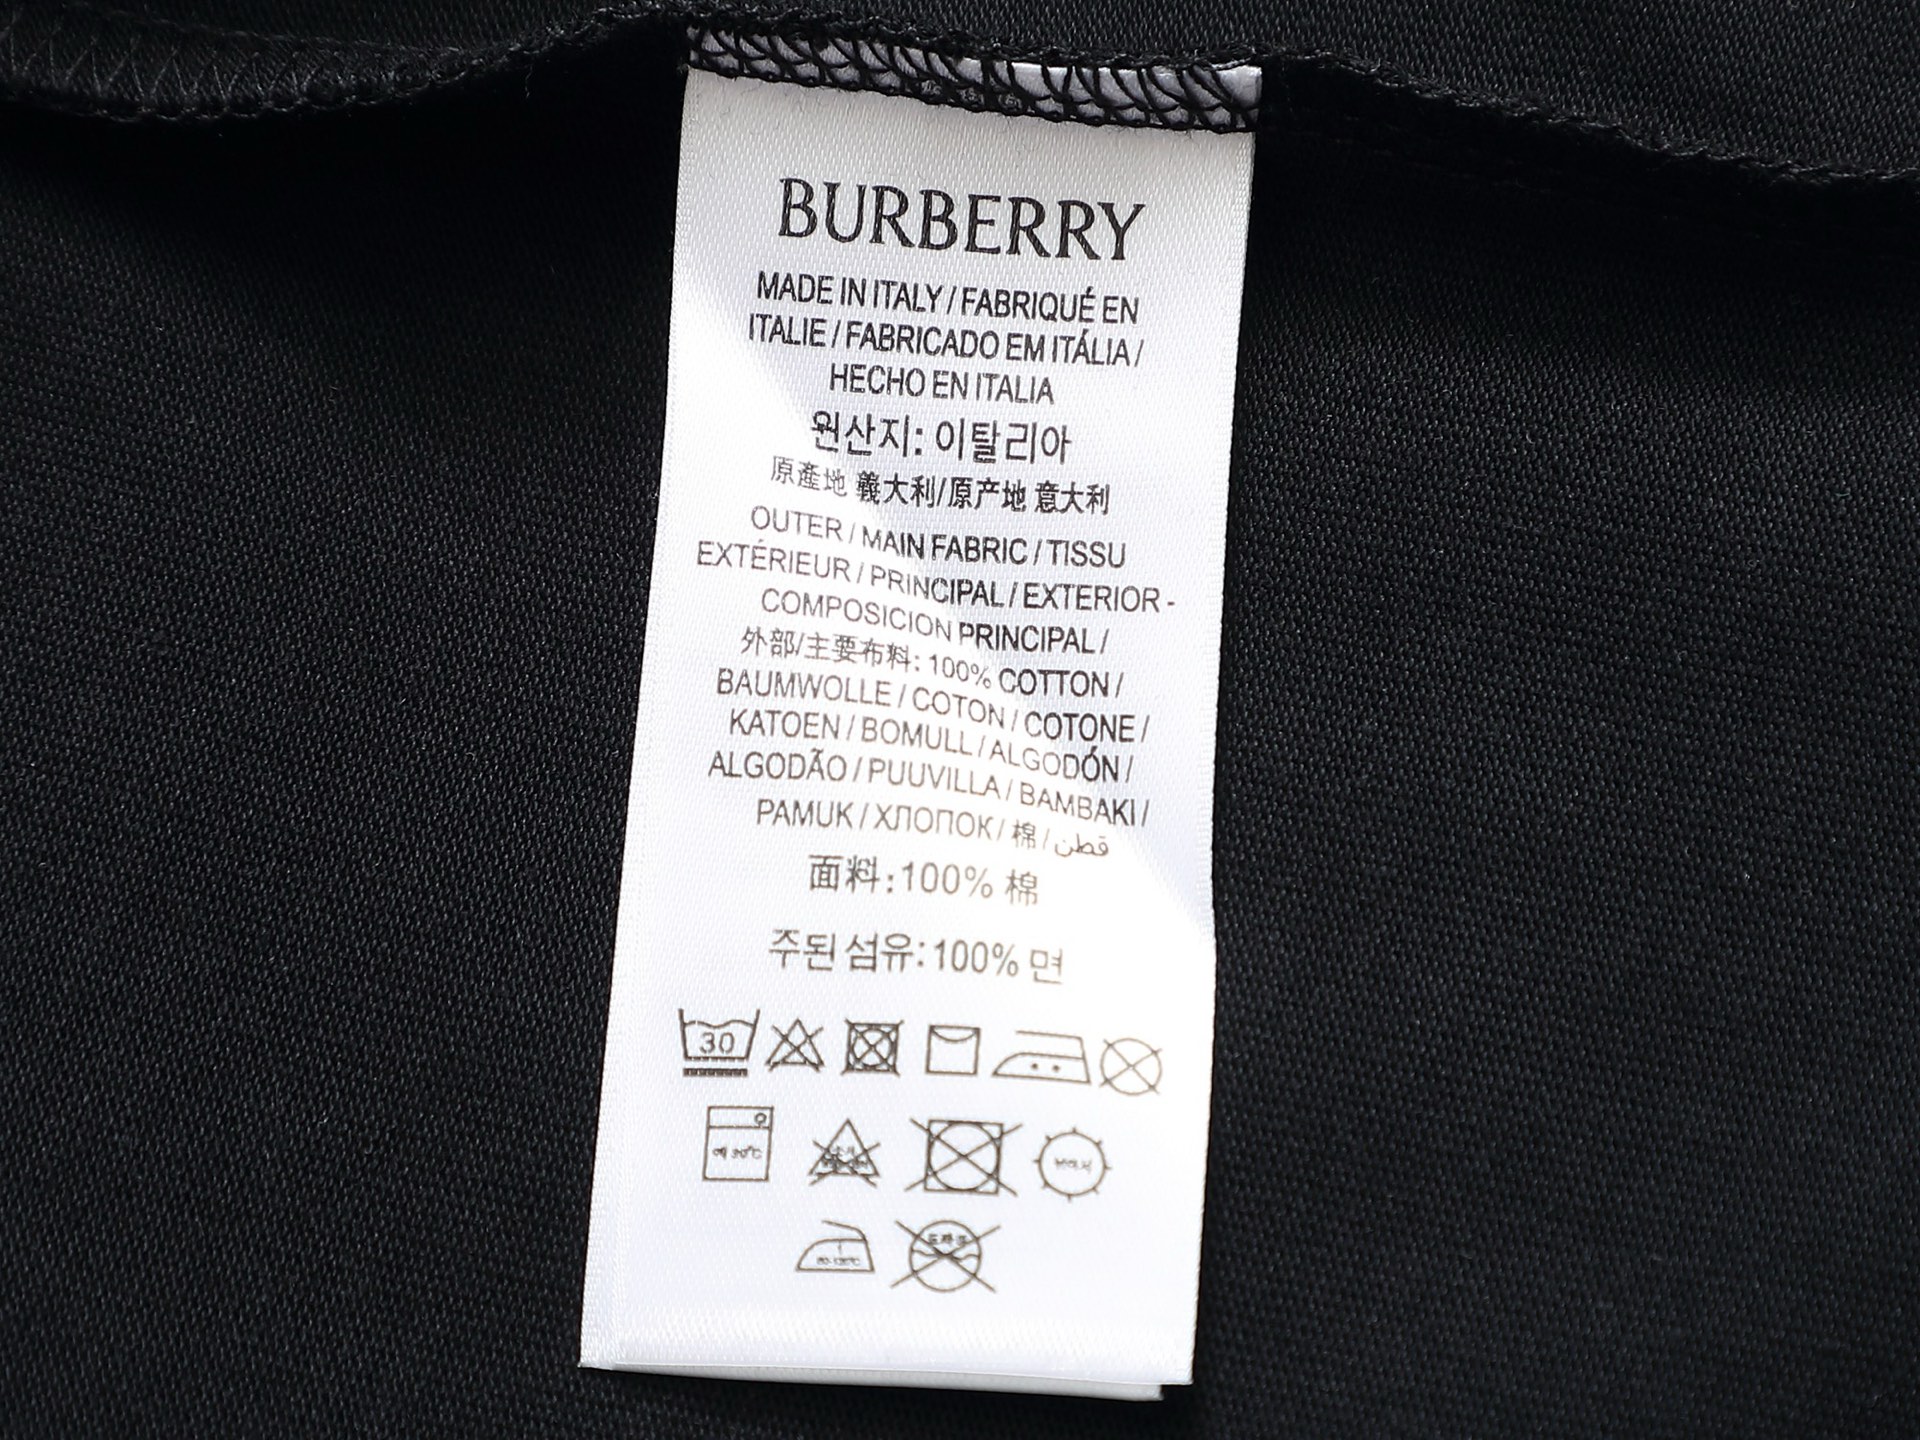 BURBERRY
MADE IN ITALY / FABRIQUÉ EN
ITALIE / FABRICADO EM ITÁLIA /
HECHO EN ITALIA
원산지: 이탈리아
原產地 義大利/原产地 意大利
OUTER / MAIN FABRIC / TISSU
EXTÉRIEUR / PRINCIPAL / EXTERIOR -
COMPOSICION PRINCIPAL /
外部/主要布料: 100% COTTON /
BAUMWOLLE / COTON / COTONE /
KATOEN / BOMULL / ALGODÓN /
ALGODÃO / PUUVILLA / BAMBAKI /
PAMUK / ХЛОПОК / 棉 / قطن
面料: 100% 棉
주된 섬유: 100% 면
30